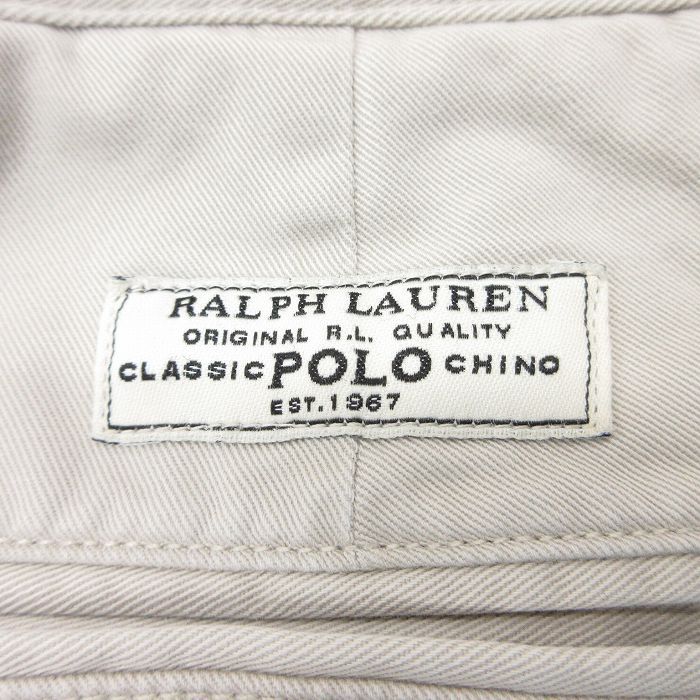 RALPH LAUREN
ORIGINAL R.L. QUALITY
CLASSIC POLO CHINO
EST.1967